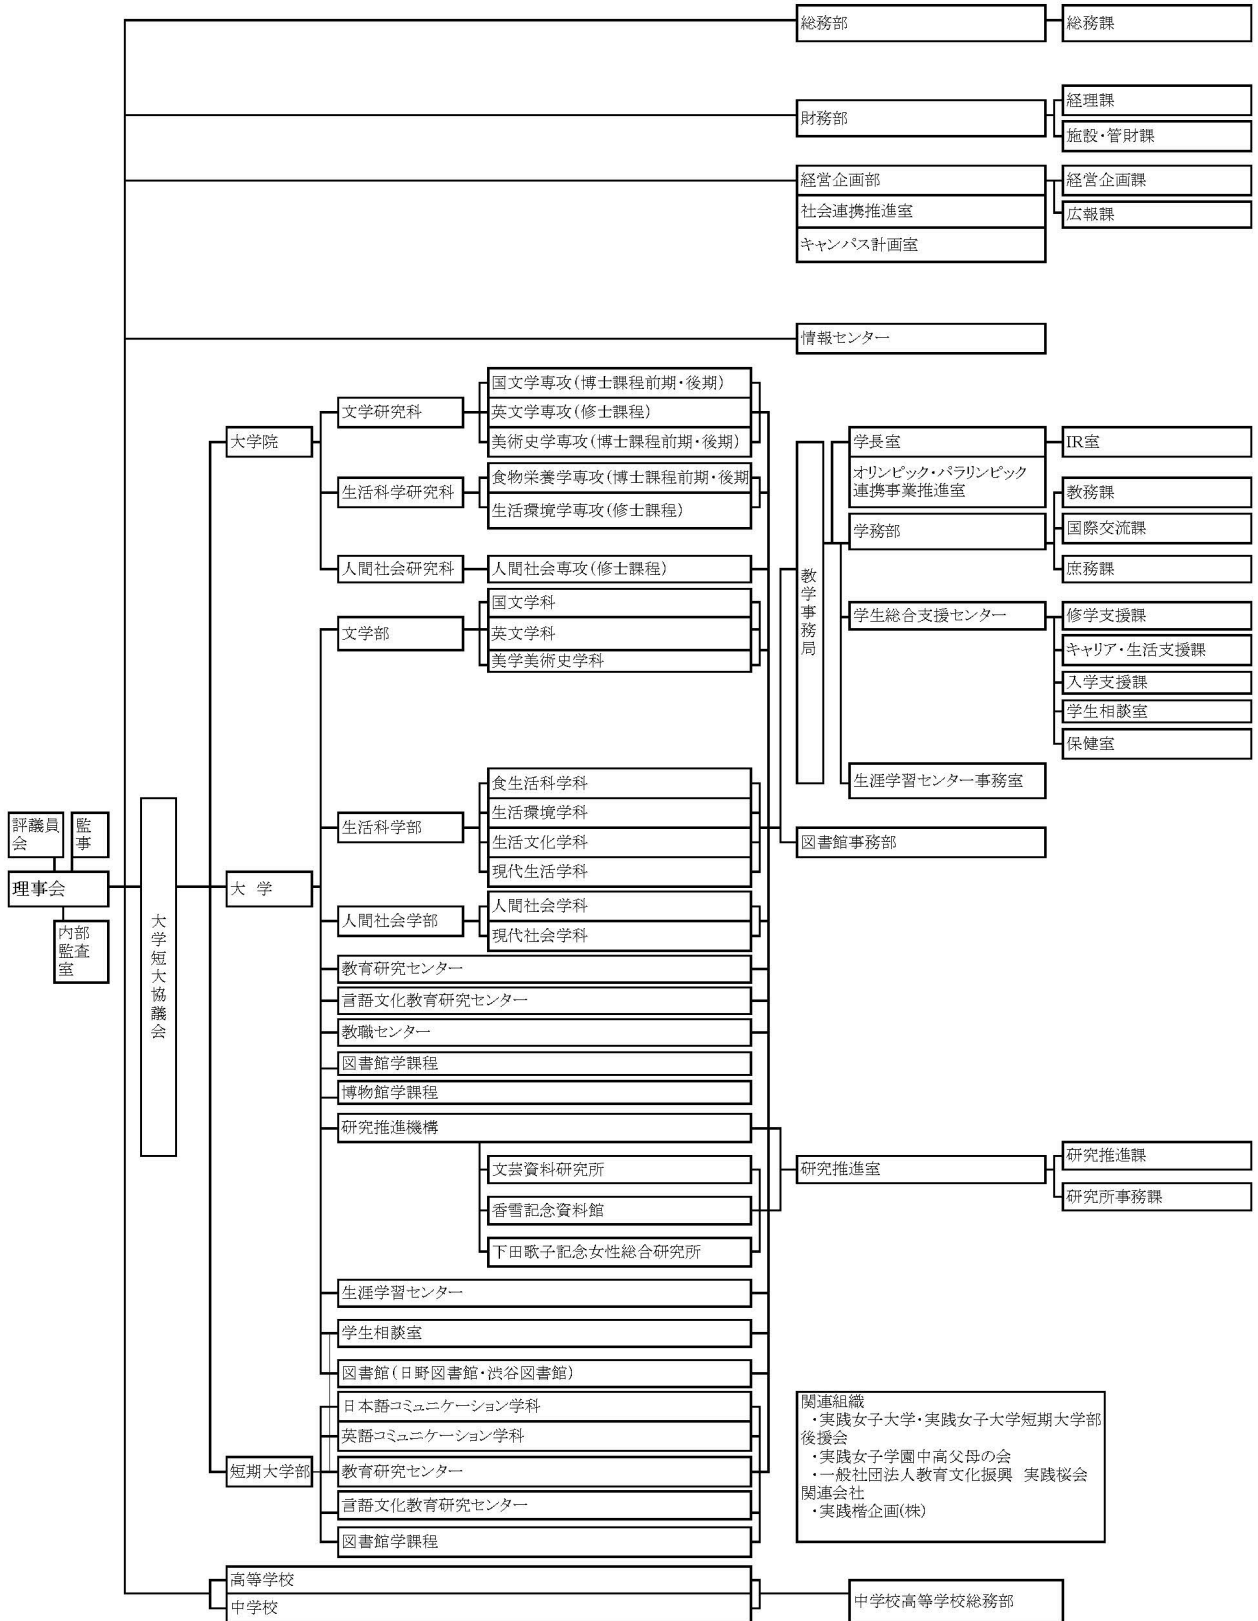 総務部
総務課
財務部
経理課
施設・管財課
経営企画部
経営企画課
社会連携推進室
広報課
キャンパス計画室
情報センター
大学院
文学研究科
国文学専攻(博士課程前期・後期)
英文学専攻(修士課程)
美術史学専攻(博士課程前期・後期)
生活科学研究科
食物栄養学専攻(博士課程前期・後期
生活環境学専攻(修士課程)
人間社会研究科
人間社会専攻(修士課程)
教学事務局
学長室
IR室
オリンピック・パラリンピック
連携事業推進室
学務部
教務課
国際交流課
庶務課
学生総合支援センター
修学支援課
キャリア・生活支援課
入学支援課
学生相談室
保健室
生涯学習センター事務室
図書館事務部
文学部
国文学科
英文学科
美学美術史学科
生活科学部
食生活科学科
生活環境学科
生活文化学科
現代生活学科
評議員
会
監
事
理事会
内部
監査
室
大学短大協議会
大 学
人間社会学部
人間社会学科
現代社会学科
教育研究センター
言語文化教育研究センター
教職センター
図書館学課程
博物館学課程
研究推進機構
文芸資料研究所
香雪記念資料館
下田歌子記念女性総合研究所
研究推進室
研究推進課
研究所事務課
生涯学習センター
学生相談室
図書館(日野図書館・渋谷図書館)
短期大学部
日本語コミュニケーション学科
英語コミュニケーション学科
教育研究センター
言語文化教育研究センター
図書館学課程
関連組織
・実践女子大学・実践女子大学短期大学部
後援会
・実践女子学園中高父母の会
・一般社団法人教育文化振興 実践桜会
関連会社
・実践楷企画(株)
高等学校
中学校
中学校高等学校総務部